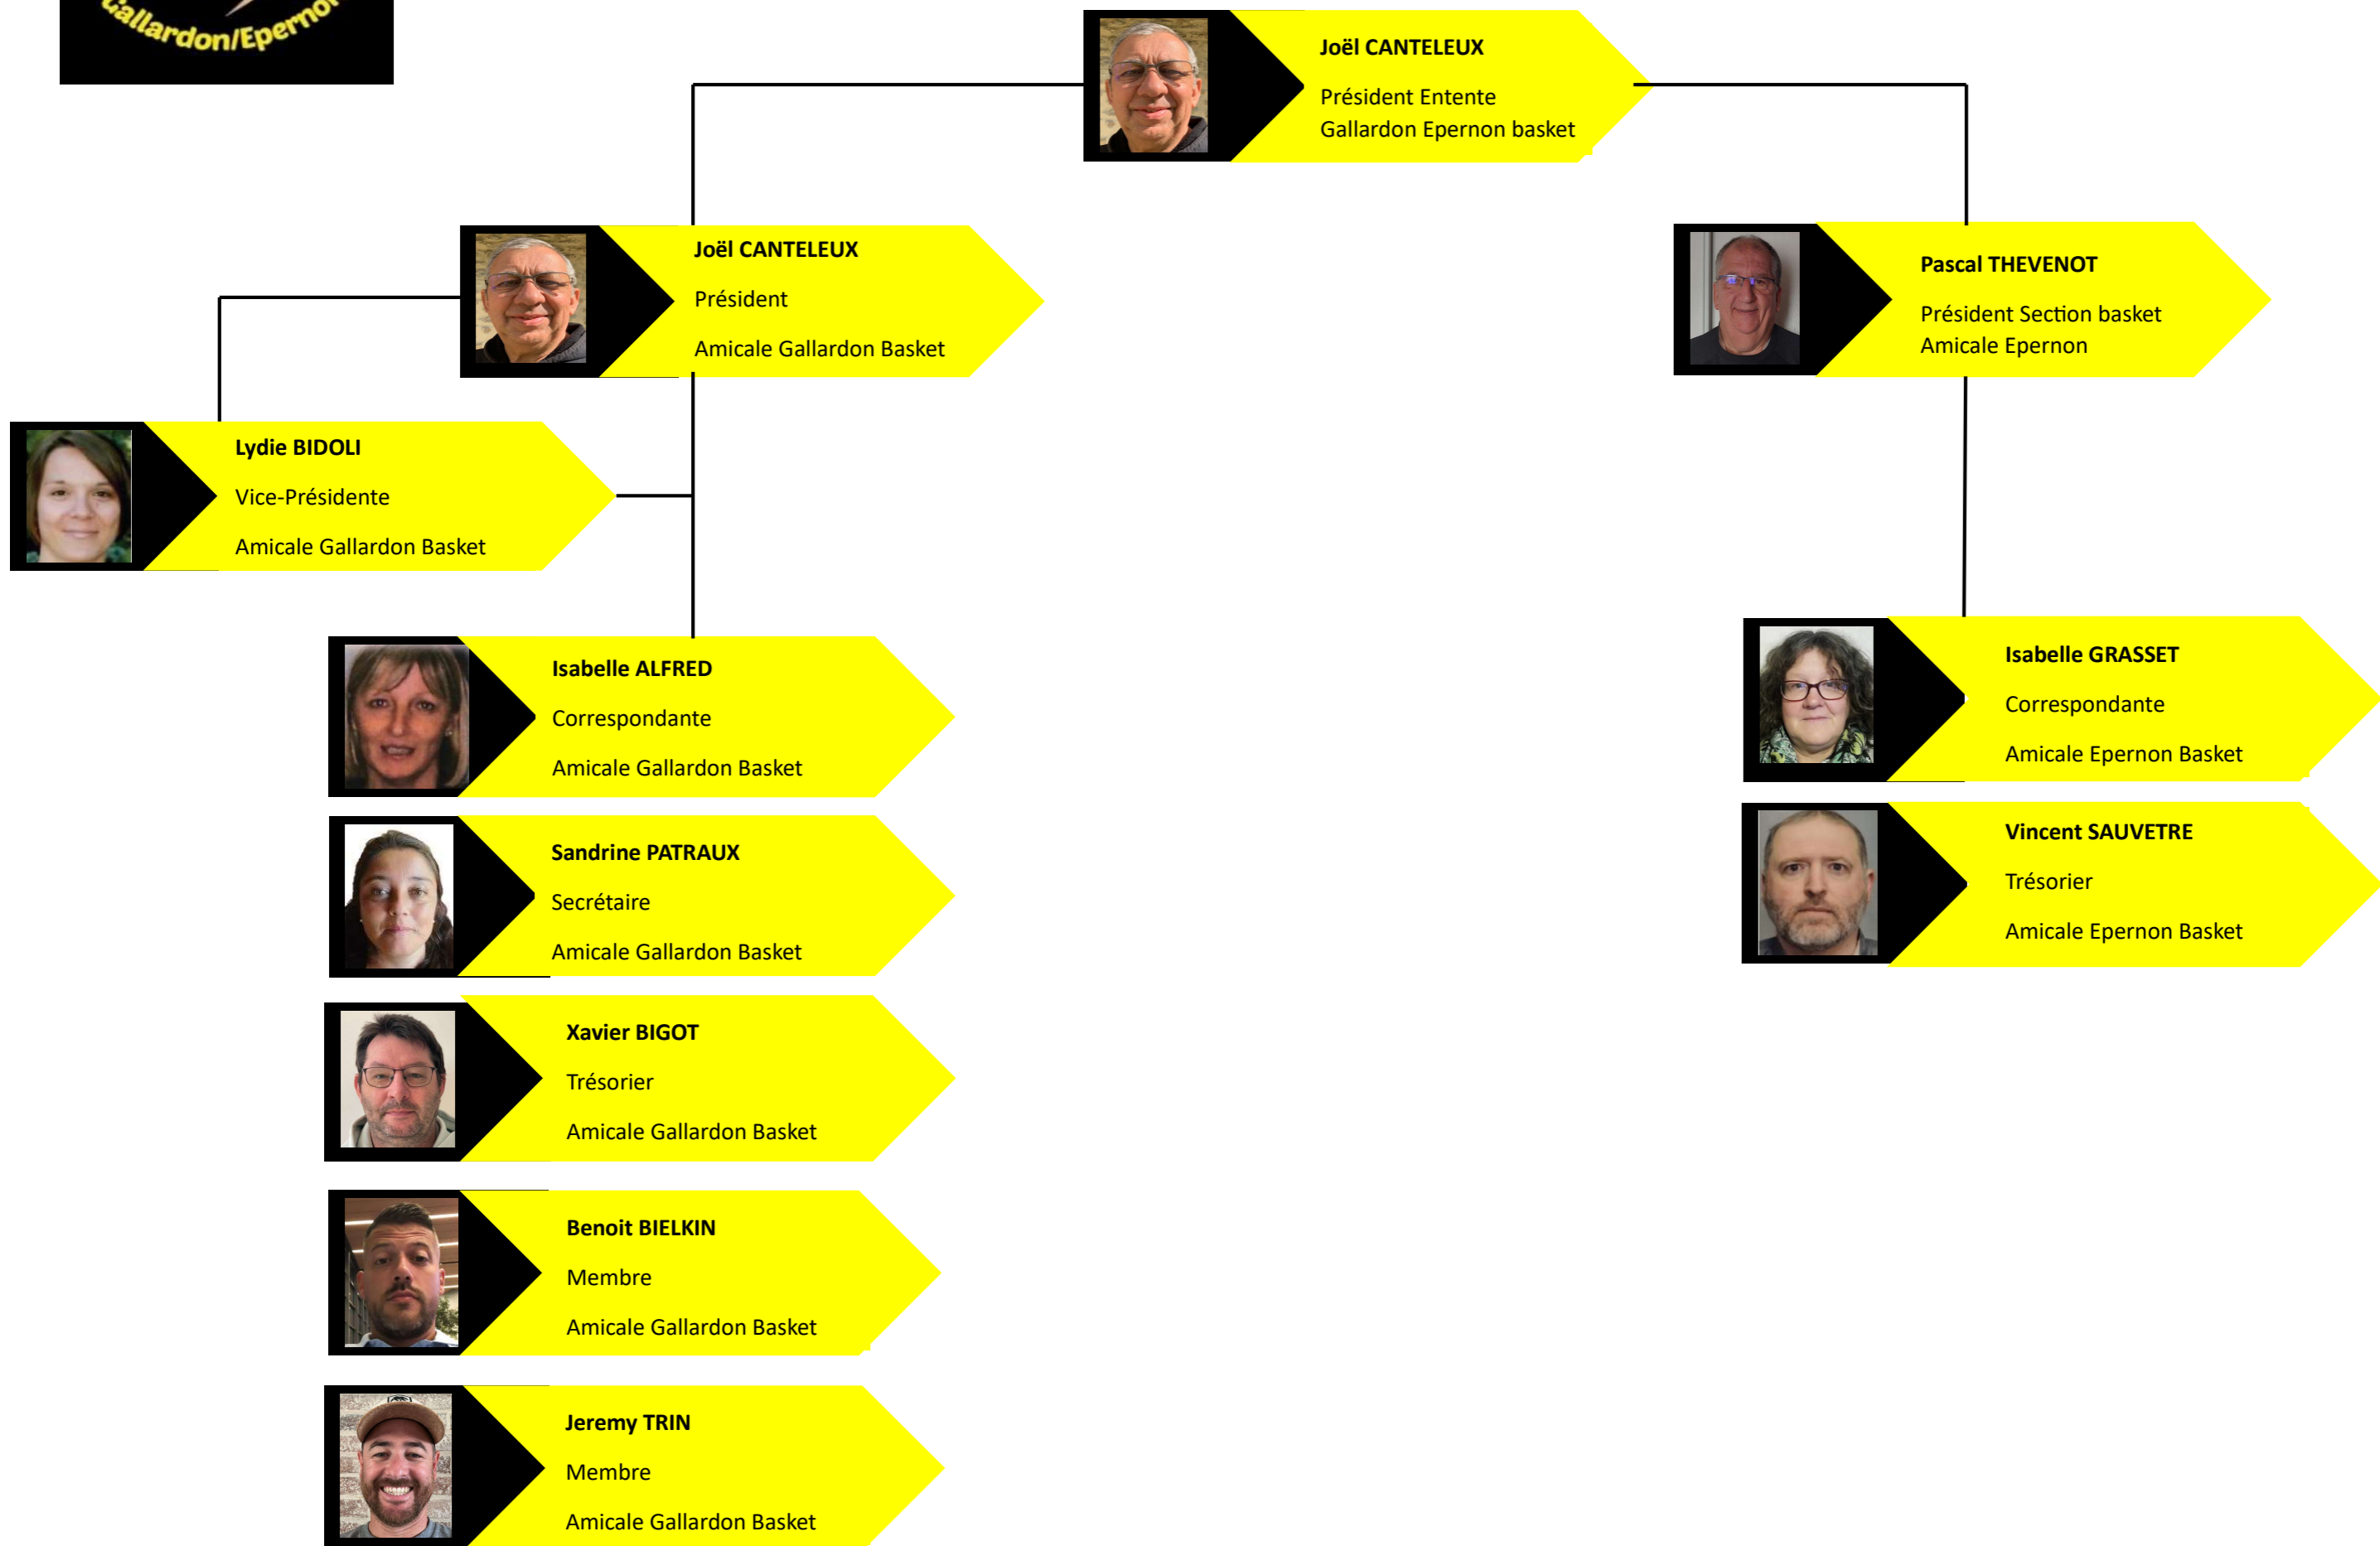 Gallardon/Epernon
Joël CANTELEUX
Président Entente
Gallardon Epernon basket
Joël CANTELEUX
Président
Amicale Gallardon Basket
Pascal THEVENOT
Président Section basket
Amicale Epernon
Lydie BIDOLI
Vice-Présidente
Amicale Gallardon Basket
Isabelle ALFRED
Correspondante
Amicale Gallardon Basket
Isabelle GRASSET
Correspondante
Amicale Epernon Basket
Sandrine PATRAUX
Secrétaire
Amicale Gallardon Basket
Vincent SAUVETRE
Trésorier
Amicale Epernon Basket
Xavier BIGOT
Trésorier
Amicale Gallardon Basket
Benoit BIELKIN
Membre
Amicale Gallardon Basket
Jeremy TRIN
Membre
Amicale Gallardon Basket